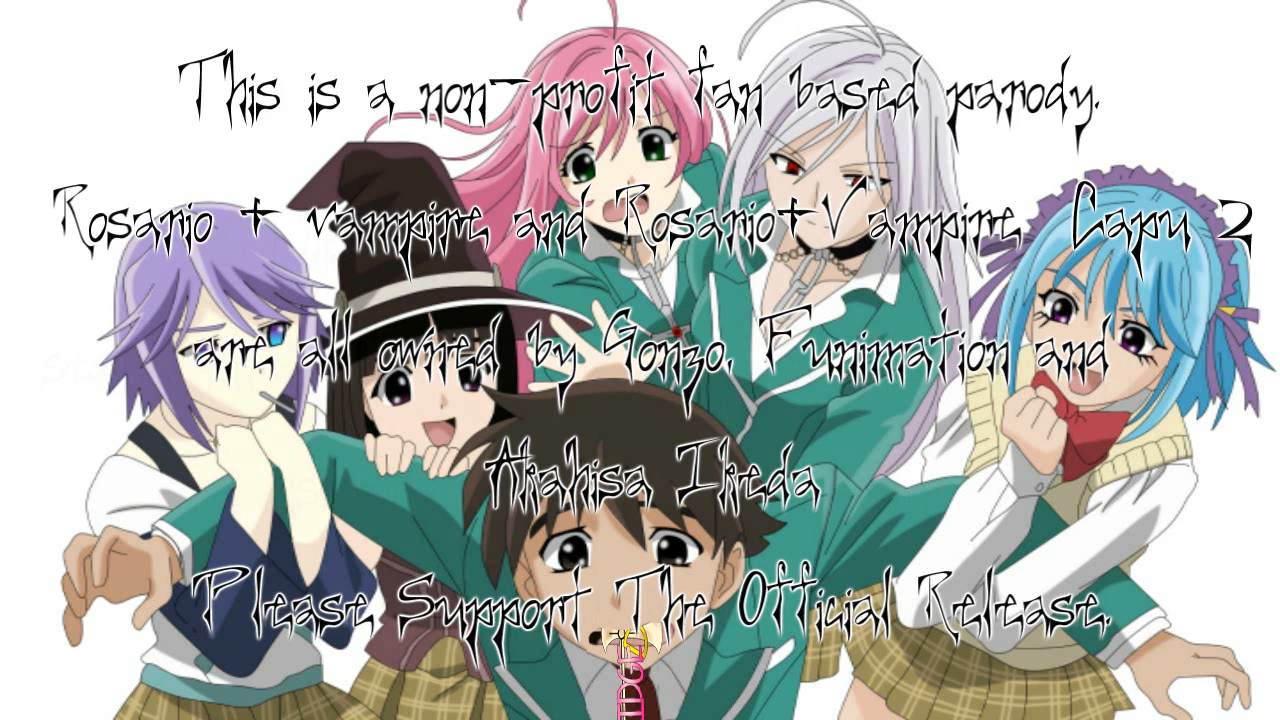 This is a non-profit fan based parody.
Rosario + vampire and Rosario+Vampire Capu 2
are all owned by Gonzo, Funimation and
Akahisa Ikeda
Please Support The Official Release.